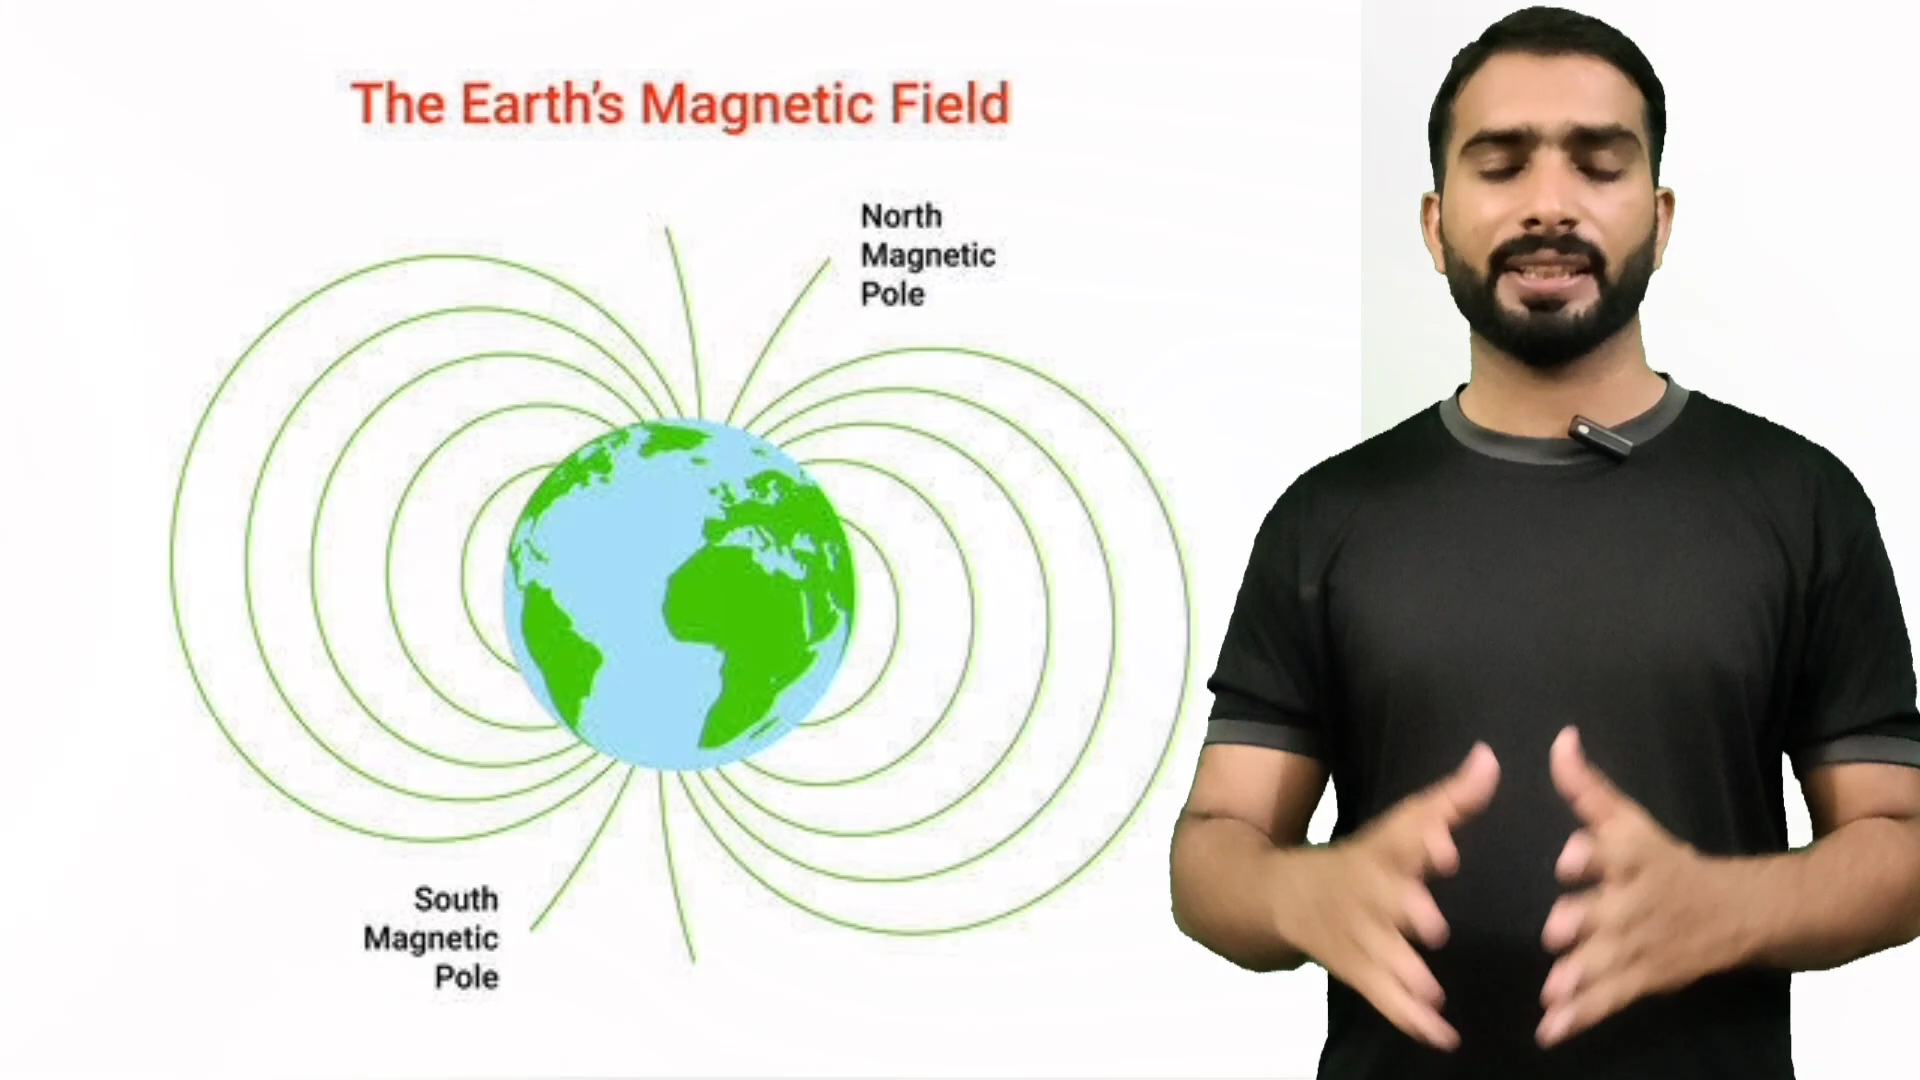 The Earth's Magnetic Field
North
Magnetic
Pole
South
Magnetic
Pole